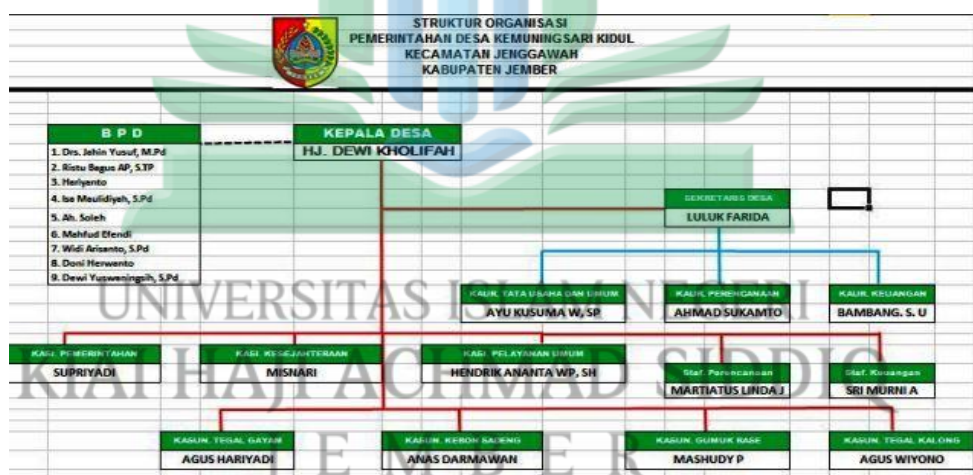 STRUKTUR ORGANISASI
PEMERINTAHAN DESA KEMUNINGSARI KIDUL
KECAMATAN JENGGAWAH
KABUPATEN JEMBER
B P D
1. Drs. Jehin Yusuf, M.Pd
2. Ristu Bagus AP, S.TP
3. Heriyanto
4. Ise Maulidiyah, S.Pd
5. Ah. Soleh
6. Mahfud Efendi
7. Widi Arisanto, S.Pd
8. Doni Herwanto
9. Dewi Yusweningsih, S.Pd
KEPALA DESA
HJ. DEWI KHOLIFAH
SEKRETARIS DESA
LULUK FARIDA
KAUR. TATA USAHA DAN UMUM
AYU KUSUMA W, SP
KAUR. PERENCANAAN
AHMAD SUKAMTO
KAUR. KEUANGAN
BAMBANG. S. U
KASI. PEMERINTAHAN
SUPRIYADI
KASI. KESEJAHTERAAN
MISNARI
KASI. PELAYANAN UMUM
HENDRIK ANANTA WP, SH
Staf. Perencanaan
MARTIATUS LINDA J
Staf. Keuangan
SRI MURNI A
KASUN. TEGAL GAYAM
AGUS HARIYADI
KASUN. KEBON SADENG
ANAS DARMAWAN
KASUN. GUMUK RASE
MASHUDY P
KASUN. TEGAL KALONG
AGUS WIYONO
UNIVERSITAS ISLAM NEGERI
KIAI HAJI ACHMAD SIDDIQ
J E M B E R